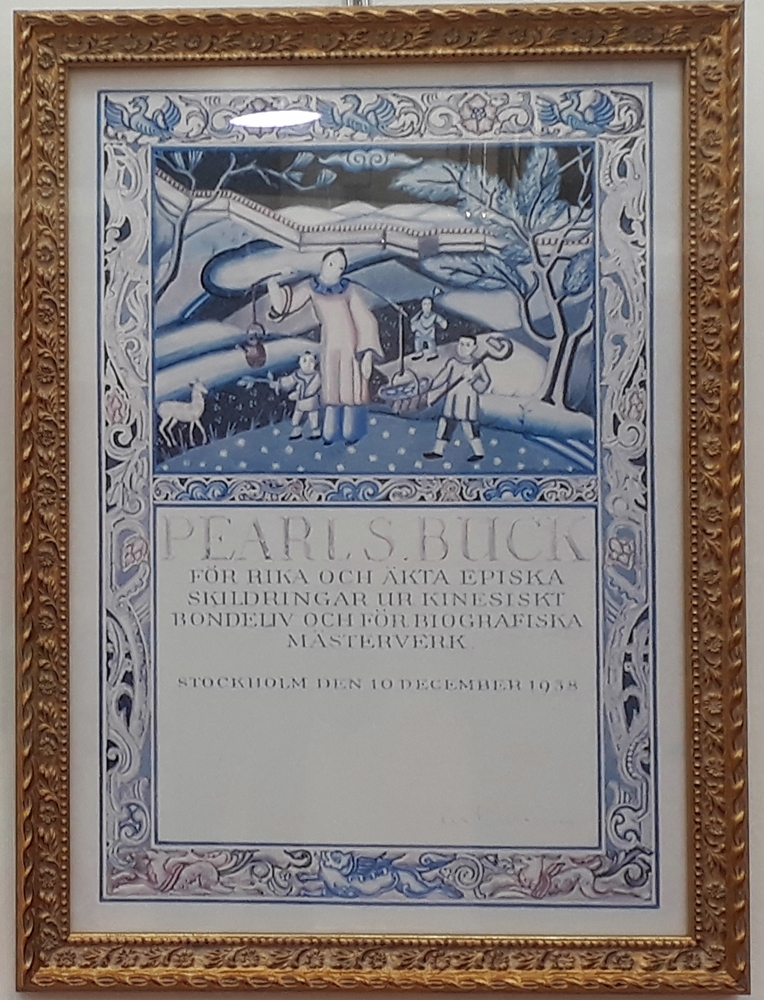 PEARL S. BUCK
FÖR RIKA OCH ÄKTA EPISKA
SKILDRINGAR UR KINESISKT
BONDELIV OCH FÖR BIOGRAFISKA
MÄSTERVERK
STOCKHOLM DEN 10 DECEMBER 1938